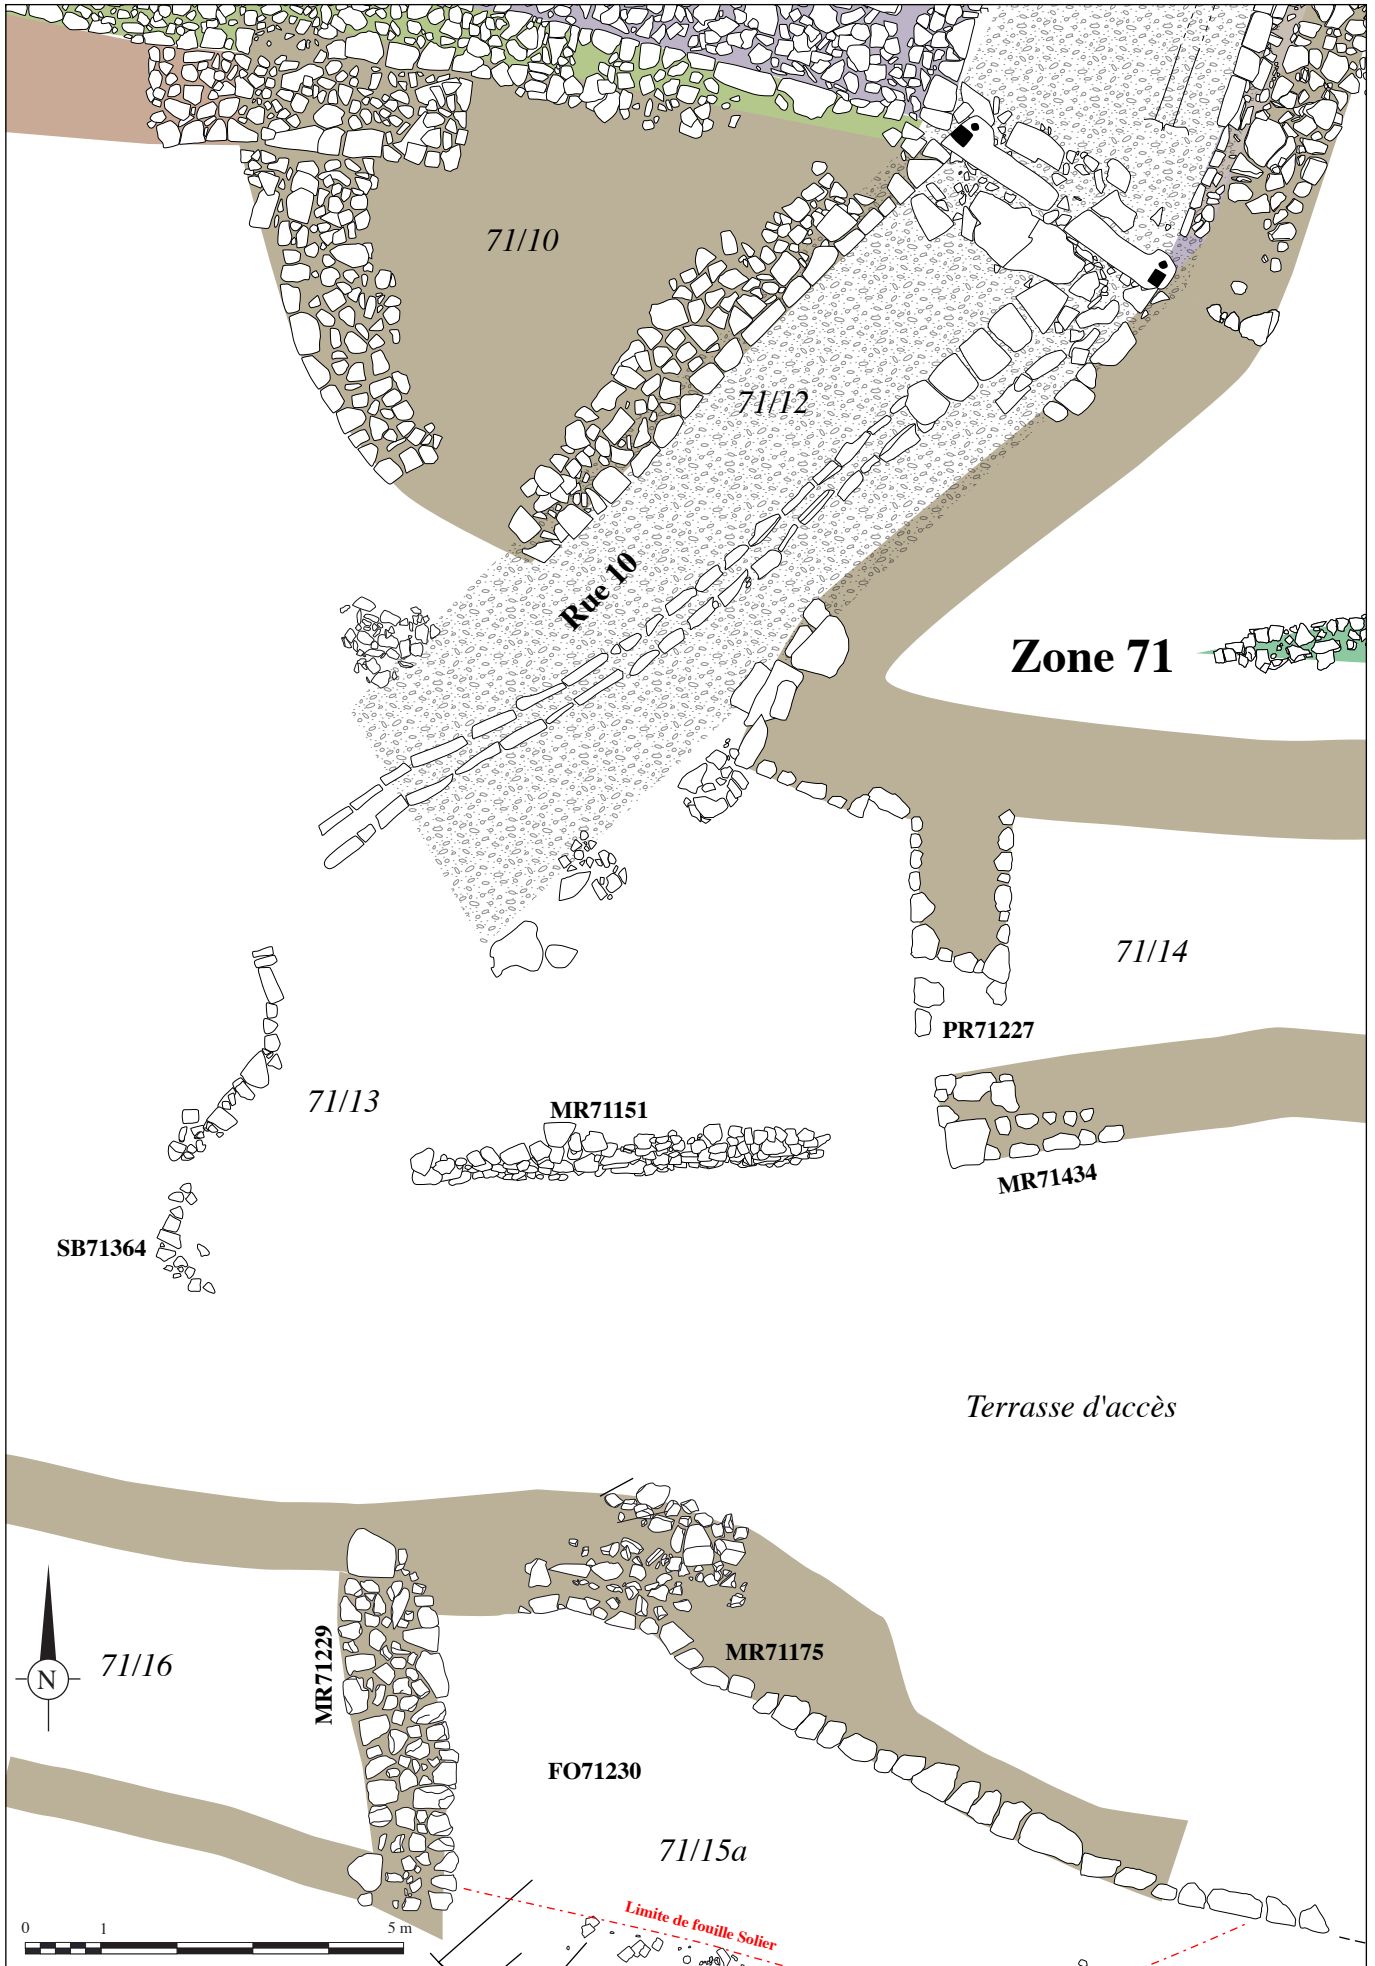 71/10
71/12
Rue 10
Zone 71
71/14
PR71227
71/13
MR71151
MR71434
SB71364
Terrasse d'accès
MR71229
71/16
N
MR71175
FO71230
71/15a
Limite de fouille Solier
0 1 5 m